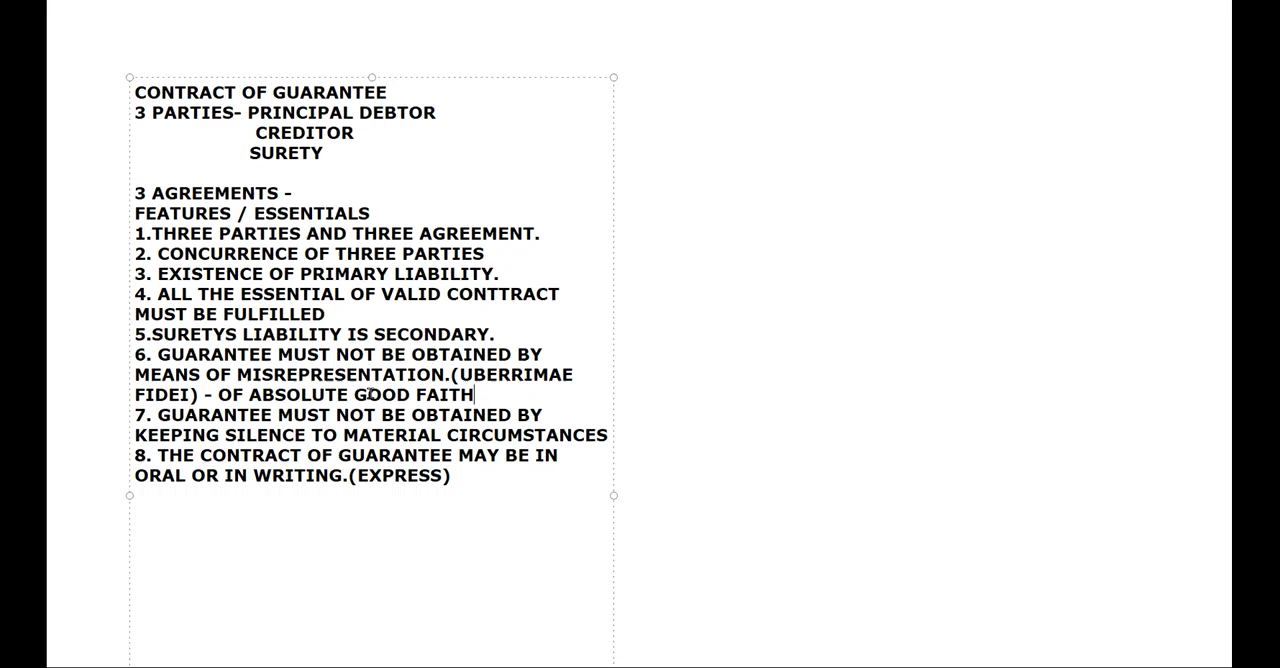 CONTRACT OF GUARANTEE
3 PARTIES- PRINCIPAL DEBTOR
CREDITOR
SURETY
3 AGREEMENTS -
FEATURES / ESSENTIALS
1.THREE PARTIES AND THREE AGREEMENT.
2. CONCURRENCE OF THREE PARTIES
3. EXISTENCE OF PRIMARY LIABILITY.
4. ALL THE ESSENTIAL OF VALID CONTTRACT
MUST BE FULFILLED
5.SURETYS LIABILITY IS SECONDARY.
6. GUARANTEE MUST NOT BE OBTAINED BY
MEANS OF MISREPRESENTATION.(UBERRIMAE
FIDEI) - OF ABSOLUTE GOOD FAITH
7. GUARANTEE MUST NOT BE OBTAINED BY
KEEPING SILENCE TO MATERIAL CIRCUMSTANCES
8. THE CONTRACT OF GUARANTEE MAY BE IN
ORAL OR IN WRITING.(EXPRESS)